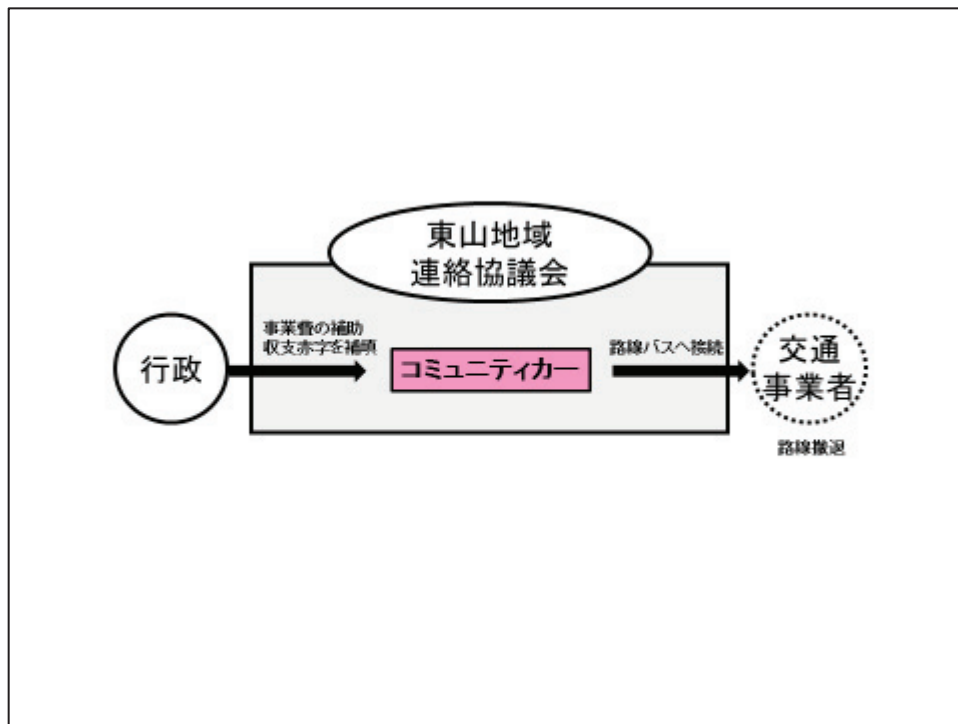 東山地域
連絡協議会
行政
事業費の補助
収支赤字を補填
コミュニティカー
路線バスへ接続
交通
事業者
路線撤退